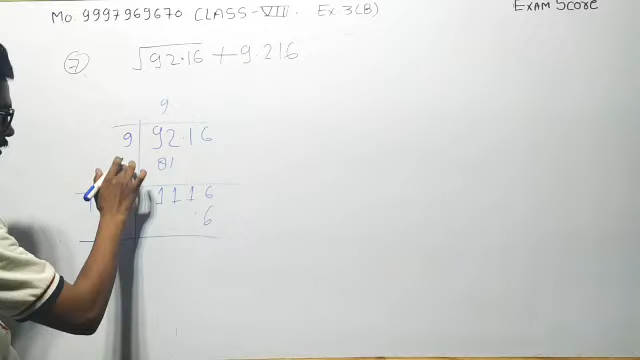 Mo. 9997969670 CLASS-VIII Ex. 3(B)
EXAM SCORE
7 √92.16 + 9.216
9
9 92.16
81
1116
6